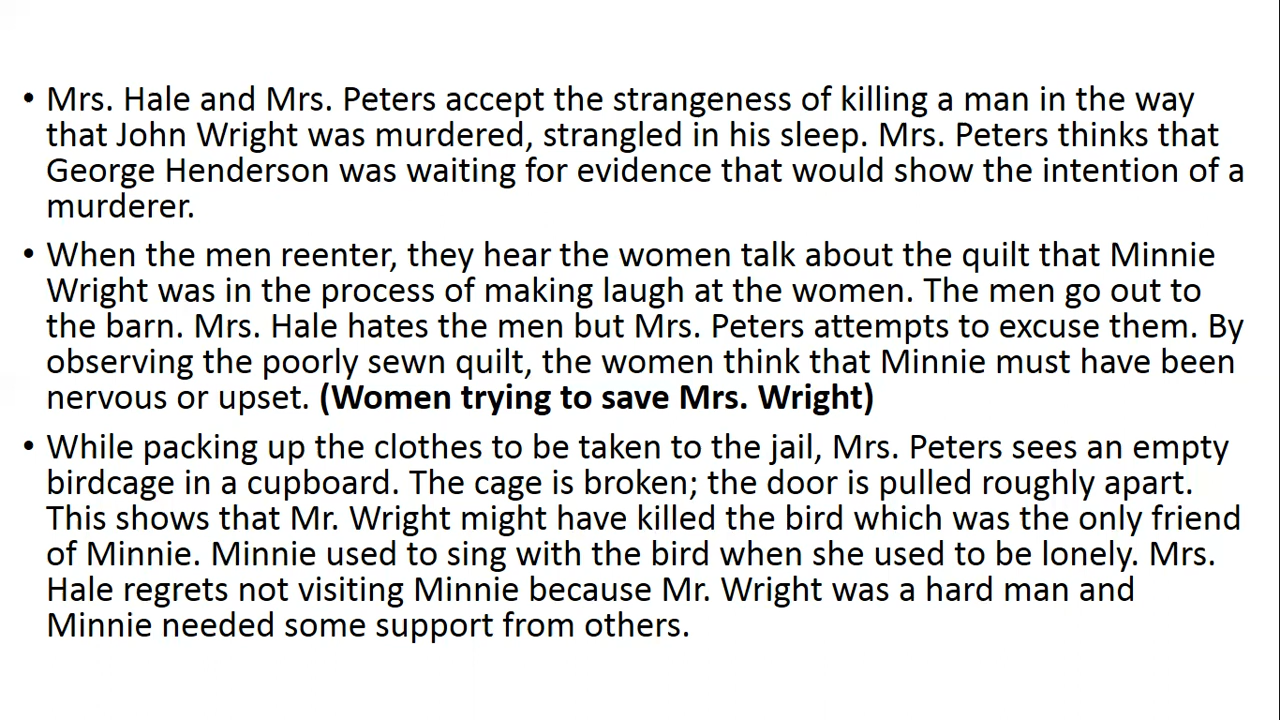 • Mrs. Hale and Mrs. Peters accept the strangeness of killing a man in the way
that John Wright was murdered, strangled in his sleep. Mrs. Peters thinks that
George Henderson was waiting for evidence that would show the intention of a
murderer.
• When the men reenter, they hear the women talk about the quilt that Minnie
Wright was in the process of making laugh at the women. The men go out to
the barn. Mrs. Hale hates the men but Mrs. Peters attempts to excuse them. By
observing the poorly sewn quilt, the women think that Minnie must have been
nervous or upset. (Women trying to save Mrs. Wright)
• While packing up the clothes to be taken to the jail, Mrs. Peters sees an empty
birdcage in a cupboard. The cage is broken; the door is pulled roughly apart.
This shows that Mr. Wright might have killed the bird which was the only friend
of Minnie. Minnie used to sing with the bird when she used to be lonely. Mrs.
Hale regrets not visiting Minnie because Mr. Wright was a hard man and
Minnie needed some support from others.